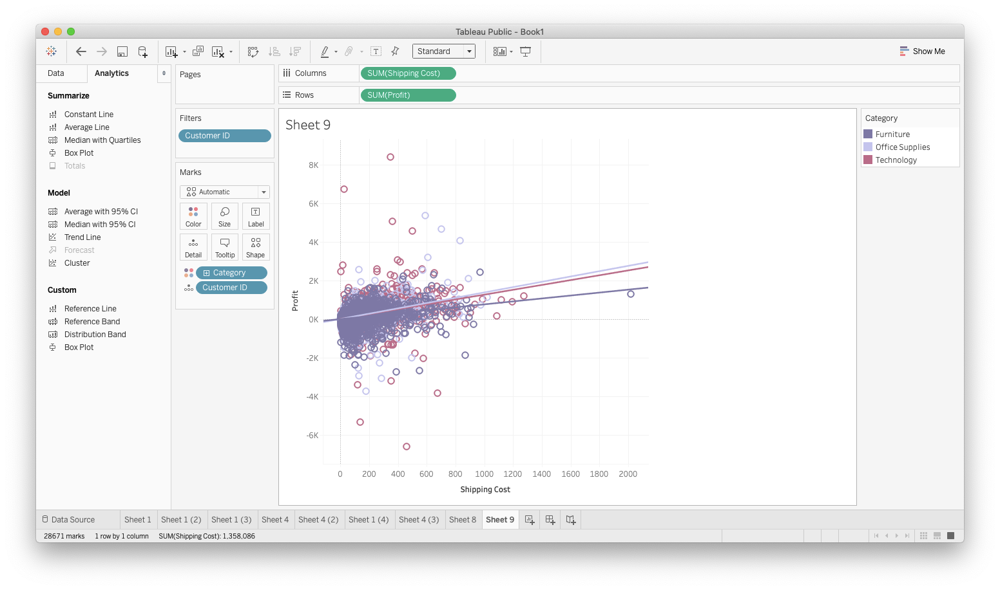 Tableau Public - Book1
Standard
Show Me
Data
Analytics
Summarize
Constant Line
Average Line
Median with Quartiles
Box Plot
Totals
Model
Average with 95% CI
Median with 95% CI
Trend Line
Forecast
Cluster
Custom
Reference Line
Reference Band
Distribution Band
Box Plot
Pages
Filters
Customer ID
Marks
Automatic
Color
Size
Label
Detail
Tooltip
Shape
Category
Customer ID
Columns
SUM(Shipping Cost)
Rows
SUM(Profit)
Sheet 9
Profit
8K
6K
4K
2K
0K
-2K
-4K
-6K
0 200 400 600 800 1000 1200 1400 1600 1800 2000
Shipping Cost
Category
Furniture
Office Supplies
Technology
Data Source Sheet 1 Sheet 1 (2) Sheet 1 (3) Sheet 4 Sheet 4 (2) Sheet 1 (4) Sheet 4 (3) Sheet 8 Sheet 9
28671 marks 1 row by 1 column SUM(Shipping Cost): 1,358,086